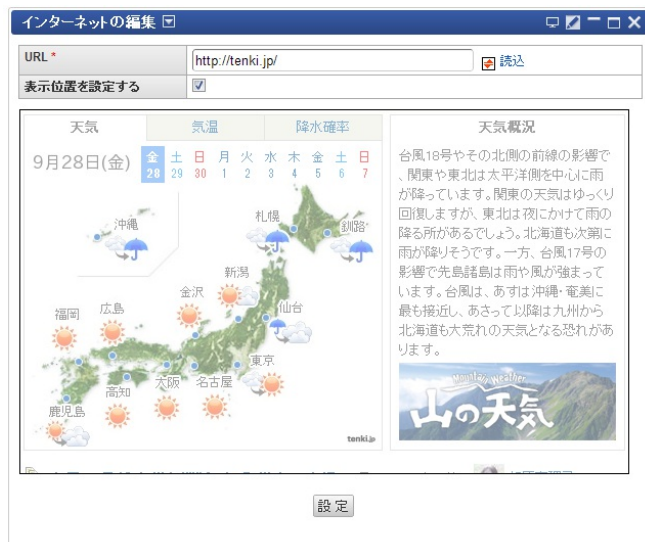 インターネットの編集
URL *
http://tenki.jp/
読込
表示位置を設定する
天気 気温 降水確率
9月28日(金)
金 土 日 月 火 水 木 金 土 日
28 29 30 1 2 3 4 5 6 7
沖縄
札幌
釧路
新潟
金沢
仙台
福岡
広島
東京
大阪
名古屋
高知
鹿児島
tenki.jp
天気概況
台風18号やその北側の前線の影響で
、関東や東北は太平洋側を中心に雨
が降っています。関東の天気はゆっくり
回復しますが、東北は夜にかけて雨の
降る所があるでしょう。北海道も次第に
雨が降りそうです。一方、台風17号の
影響で先島諸島は雨や風が強まって
います。台風は、あすは沖縄・奄美に
最も接近し、あさって以降は九州から
北海道も大荒れの天気となる恐れがあ
ります。
Mountain Weather
山の天気
設定